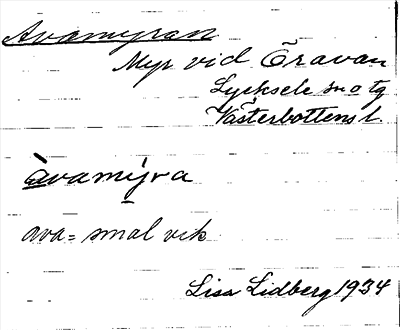 Avamyran
Myr vid Öravan
Lycksele sn o tg
Västerbottens l.
àvamýra
ava = smal vik
Lisa Lidberg 1934